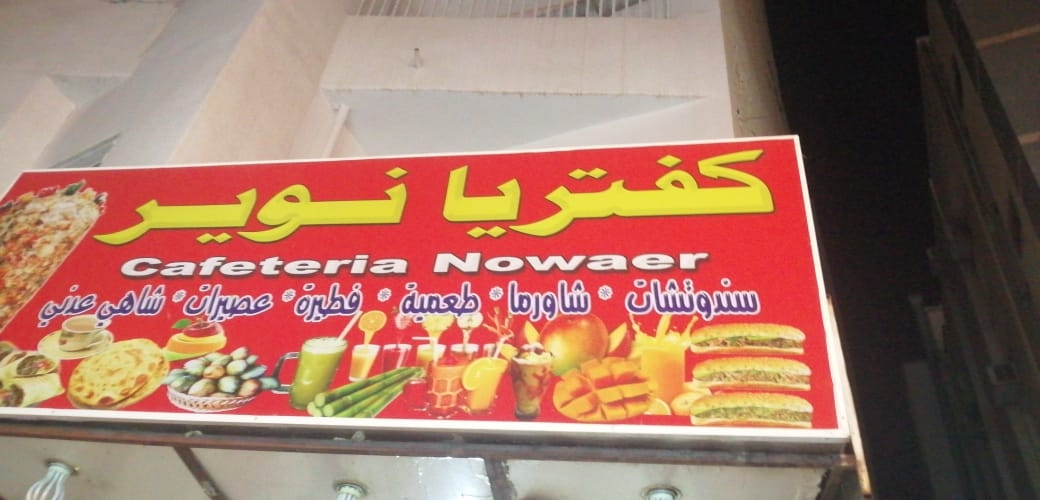 كفتريا نوير
Cafeteria Nowaer
سندوتشات * شاورما * طعمية * فطيرة * عصيرات * شاهي عدني